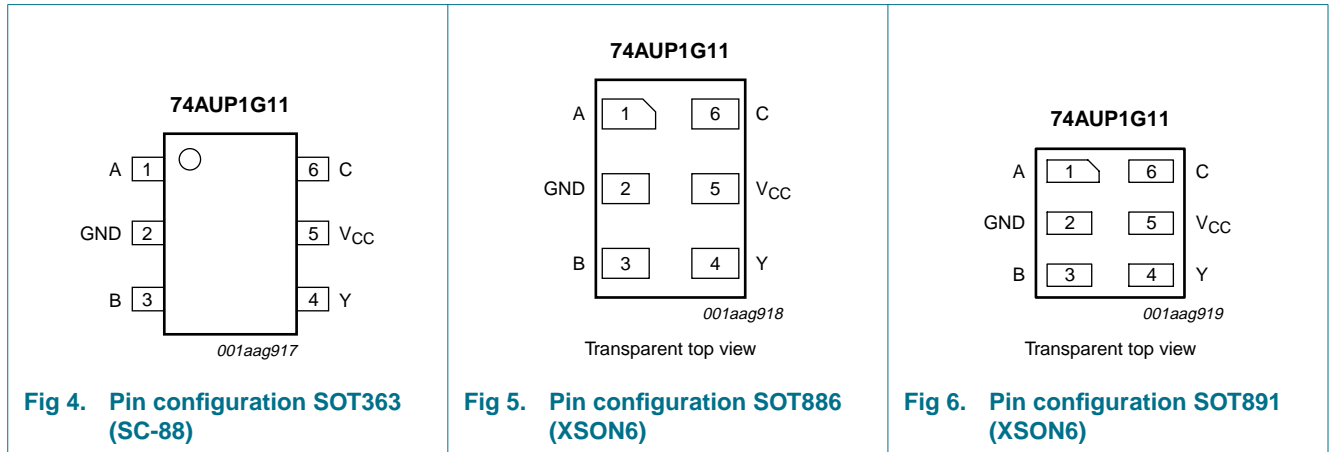 74AUP1G11
A 1 6 C
GND 2 5 VCC
B 3 4 Y
001aag917
Fig 4. Pin configuration SOT363
(SC-88)
74AUP1G11
A 1 6 C
GND 2 5 VCC
B 3 4 Y
001aag918
Transparent top view
Fig 5. Pin configuration SOT886
(XSON6)
74AUP1G11
A 1 6 C
GND 2 5 VCC
B 3 4 Y
001aag919
Transparent top view
Fig 6. Pin configuration SOT891
(XSON6)